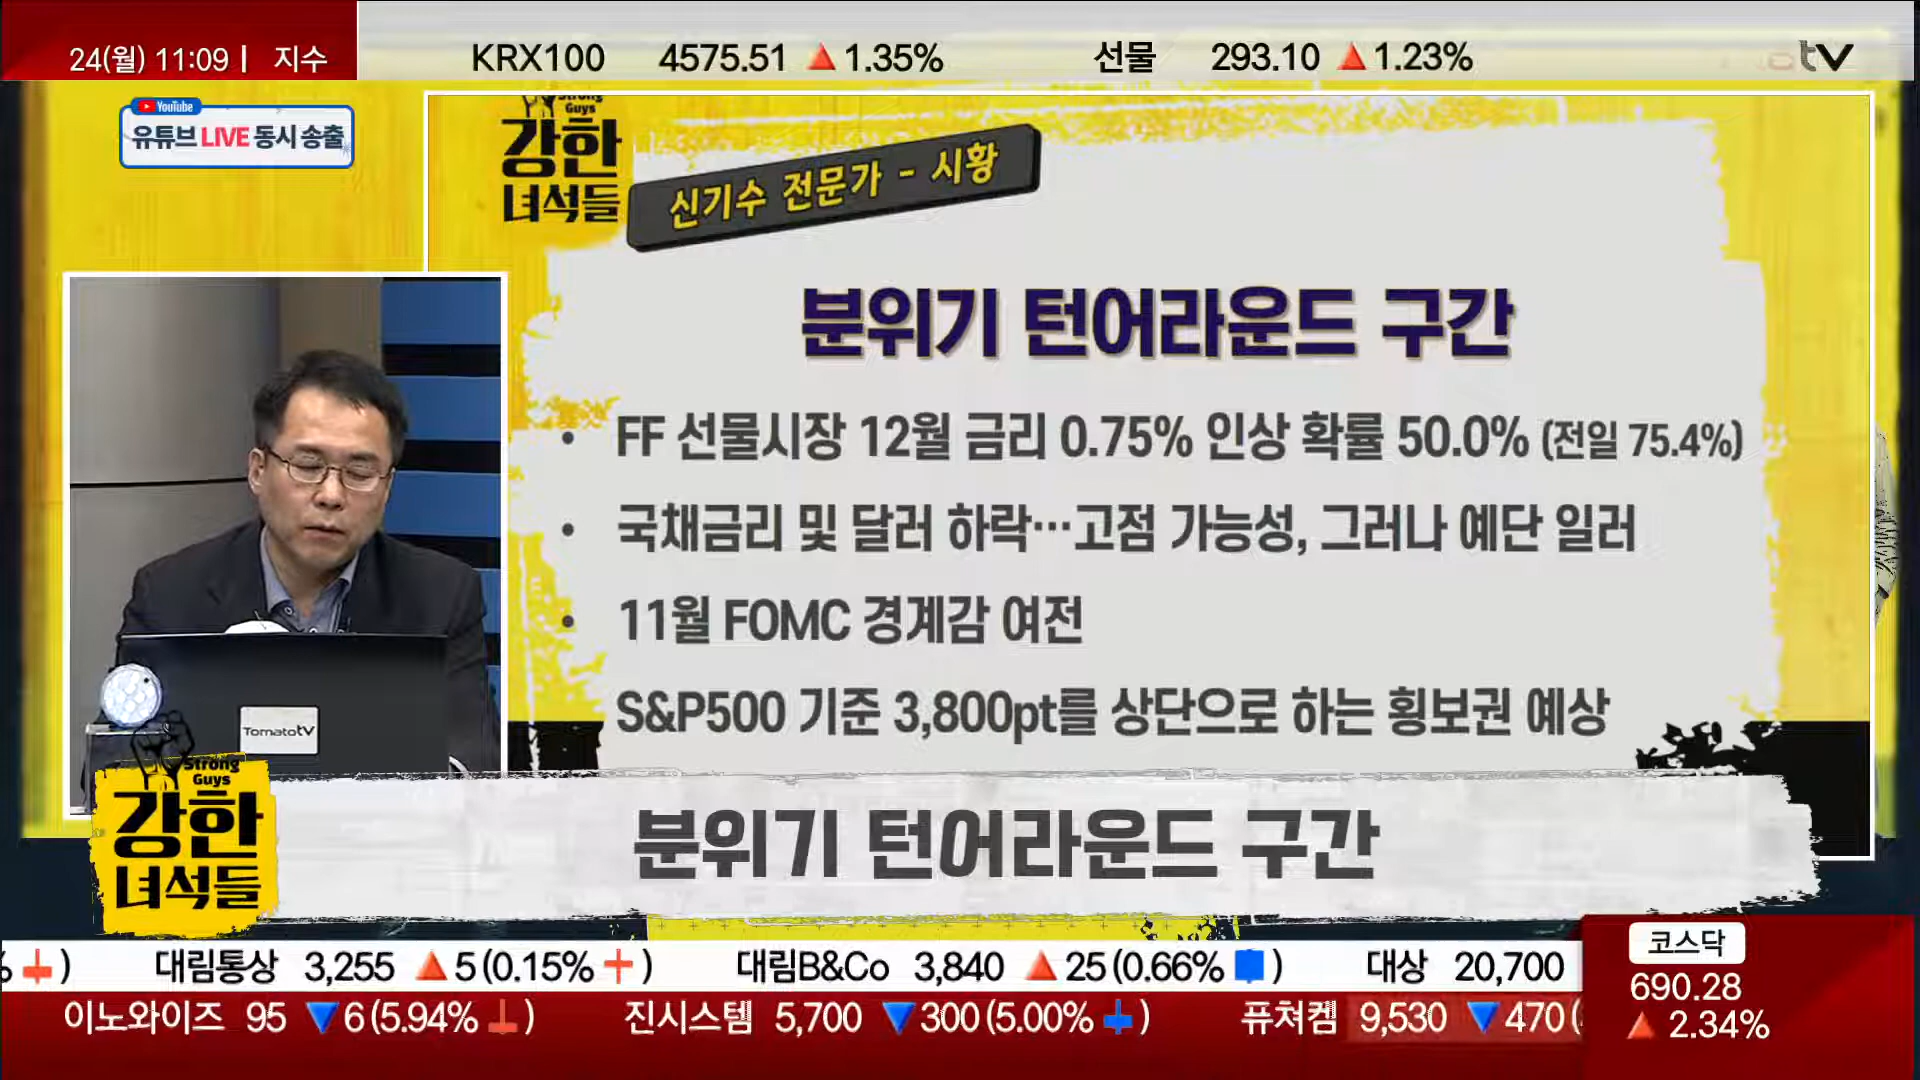 24(월) 11:09 | 지수
KRX100 4575.51 ▲1.35% 선물 293.10 ▲1.23%
tv
YouTube
유튜브 LIVE 동시 송출
Strong
Guys
강한
녀석들
신기수 전문가 - 시황
분위기 턴어라운드 구간
• FF 선물시장 12월 금리 0.75% 인상 확률 50.0% (전일 75.4%)
• 국채금리 및 달러 하락…고점 가능성, 그러나 예단 일러
• 11월 FOMC 경계감 여전
S&P500 기준 3,800pt를 상단으로 하는 횡보권 예상
TomatoTV
Strong
Guys
강한
녀석들
분위기 턴어라운드 구간
대림통상 3,255 ▲5(0.15%) 대림B&Co 3,840 ▲25(0.66%) 대상 20,700
이노와이즈 95 ▼6(5.94%) 진시스템 5,700 ▼300(5.00%) 퓨쳐켐 9,530 ▼470(
코스닥
690.28
▲ 2.34%